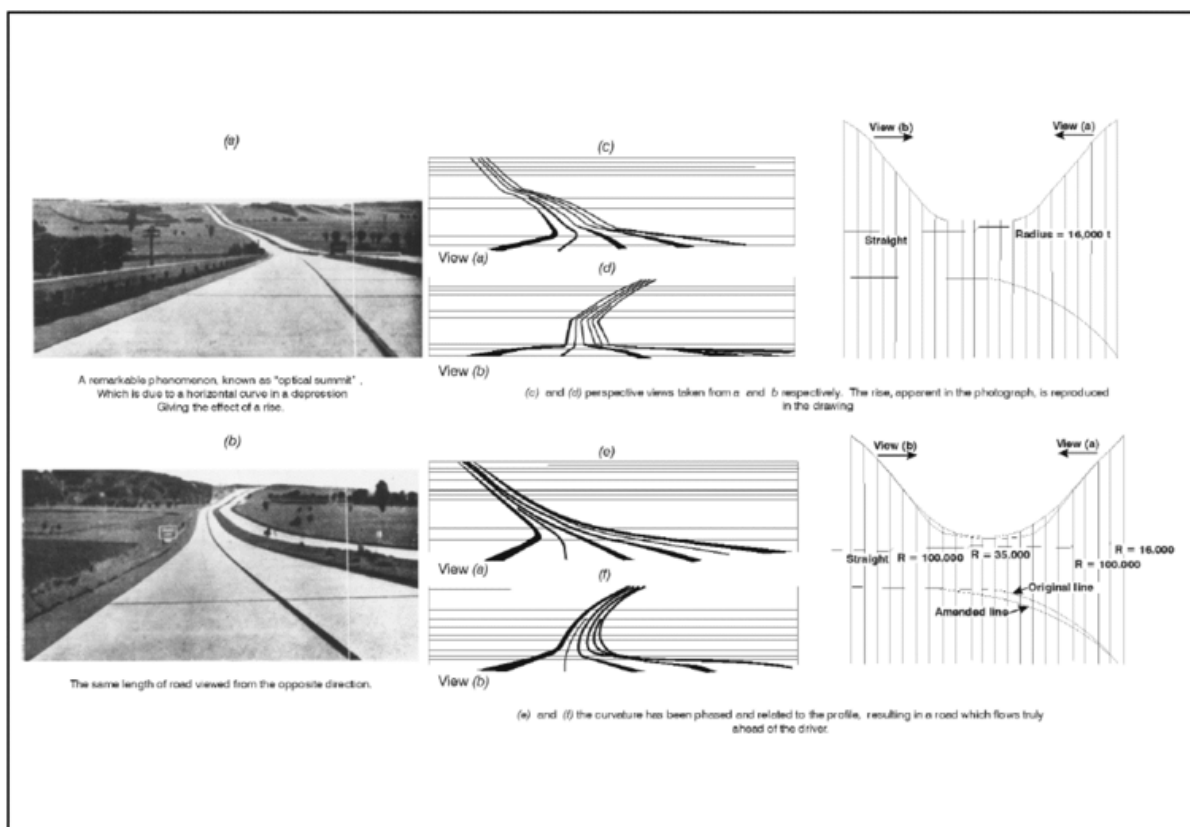 (a)
A remarkable phenomenon, known as "optical summit" .
Which is due to a horizontal curve in a depression
Giving the effect of a rise.
(b)
The same length of road viewed from the opposite direction.
(c)
View (a)
(d)
View (b)
View (b)
View (a)
Straight
Radius = 16,000 t
(c) and (d) perspective views taken from a and b respectively. The rise, apparent in the photograph, is reproduced
in the drawing
(e)
View (a)
(f)
View (b)
View (b)
View (a)
Straight
R = 100.000
R = 35.000
R = 16.000
R = 100.000
Original line
Amended line
(e) and (f) the curvature has been phased and related to the profile, resulting in a road which flows truly
ahead of the driver.